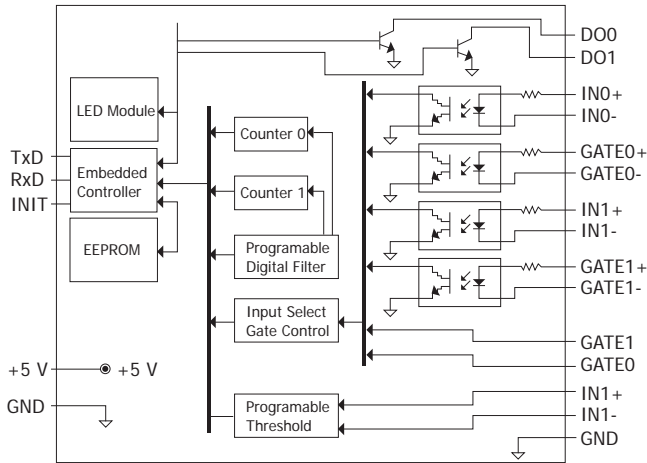 DO0
DO1
LED Module
IN0+
IN0-
Counter 0
TxD
RxD
INIT
Embedded
Controller
GATE0+
GATE0-
Counter 1
IN1+
IN1-
EEPROM
Programable
Digital Filter
GATE1+
GATE1-
Input Select
Gate Control
GATE1
GATE0
+5 V
+5 V
IN1+
IN1-
GND
Programable
Threshold
GND